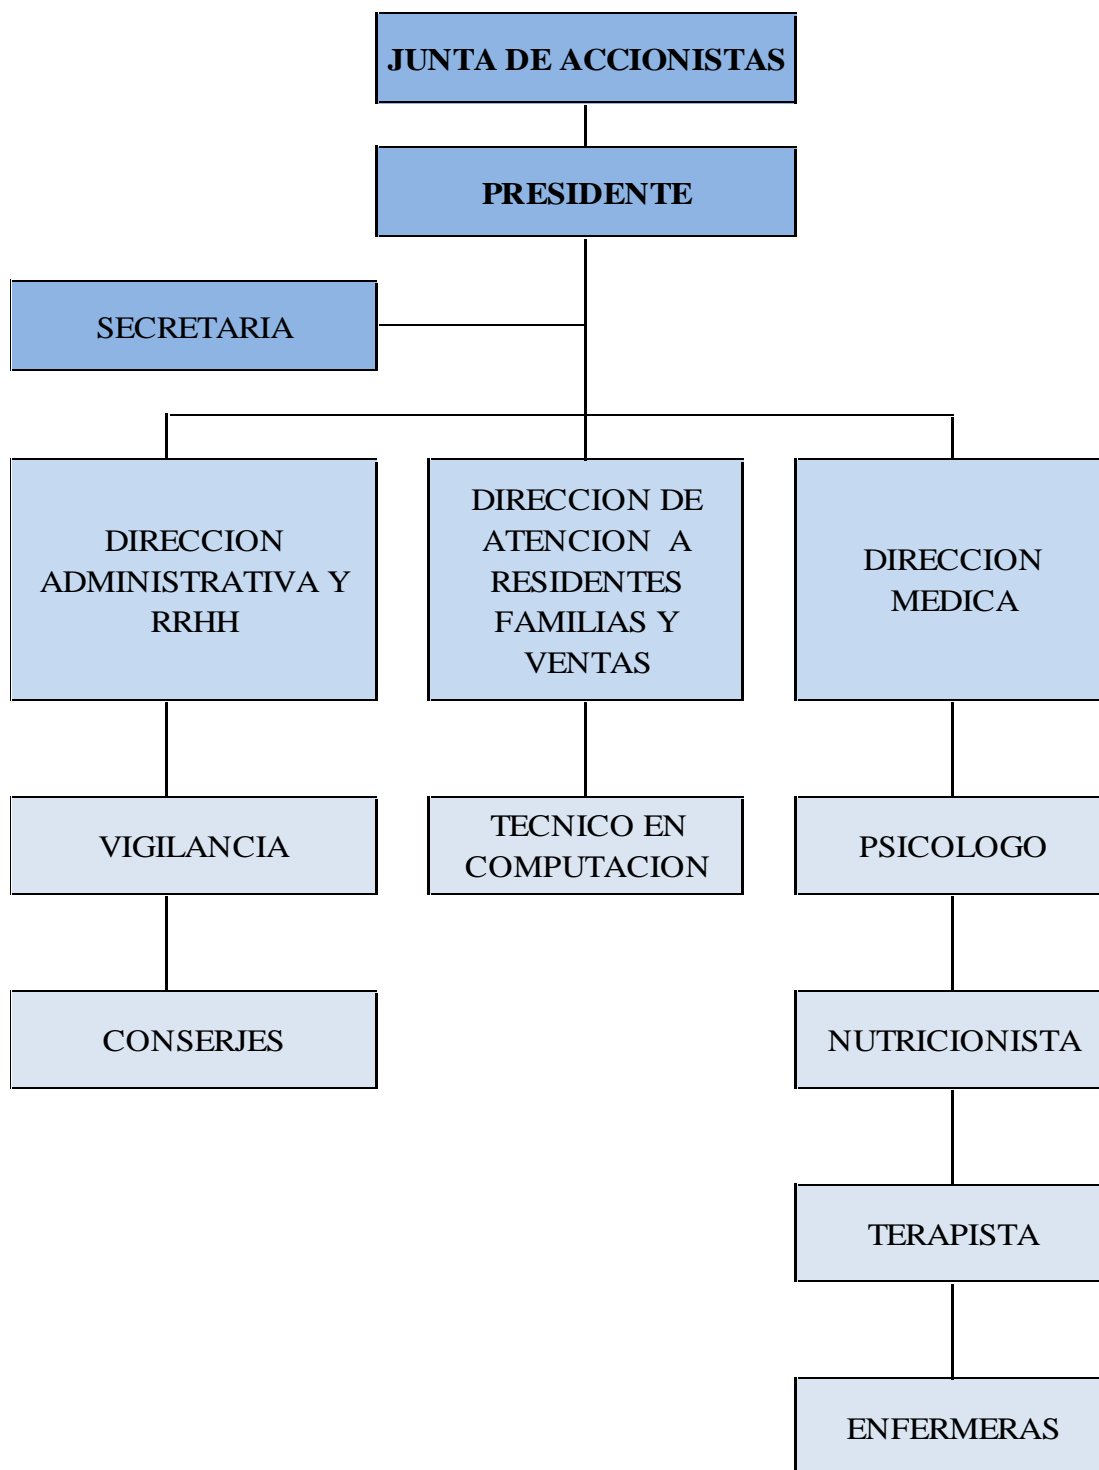 JUNTA DE ACCIONISTAS
PRESIDENTE
SECRETARIA
DIRECCION
ADMINISTRATIVA Y
RRHH
DIRECCION DE
ATENCION A
RESIDENTES
FAMILIAS Y
VENTAS
DIRECCION
MEDICA
VIGILANCIA
TECNICO EN
COMPUTACION
PSICOLOGO
CONSERJES
NUTRICIONISTA
TERAPISTA
ENFERMERAS